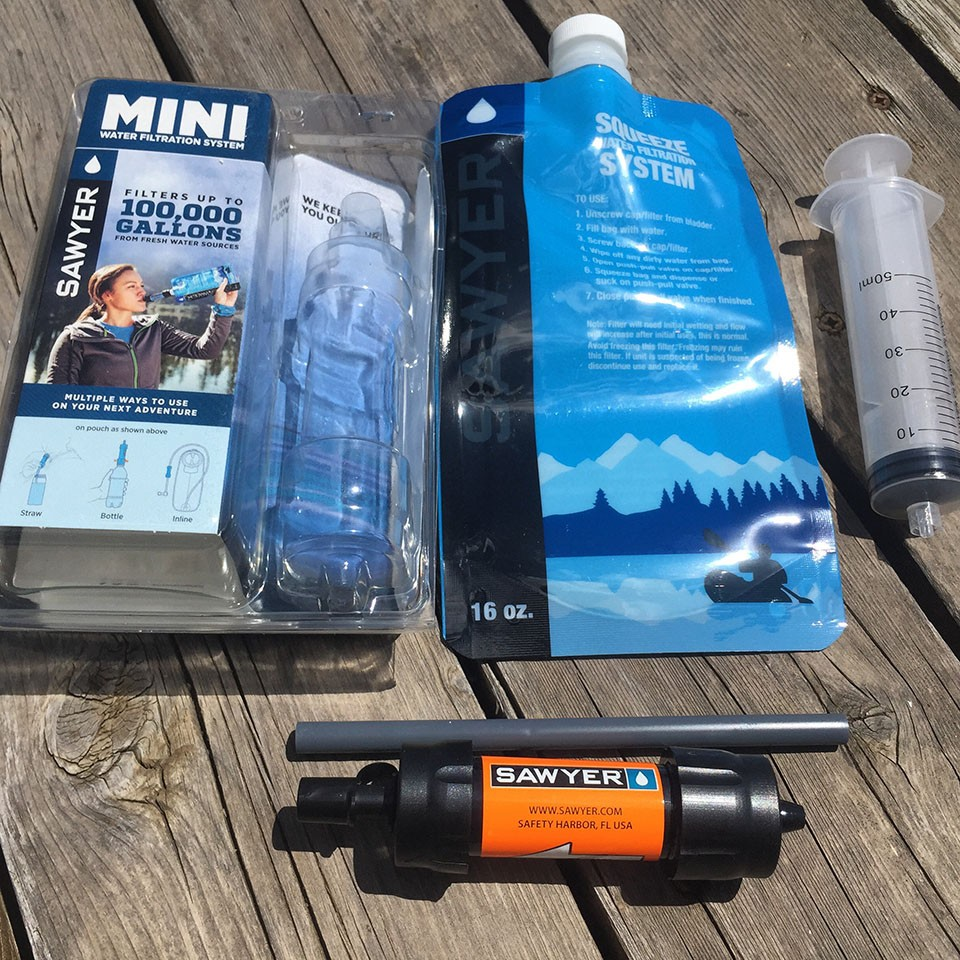 MINI
WATER FILTRATION SYSTEM
SAWYER
FILTERS UP TO
100,000
GALLONS
FROM FRESH WATER SOURCES
MULTIPLE WAYS TO USE
ON YOUR NEXT ADVENTURE
on pouch as shown above
Straw
Bottle
Inline
WE KEE
YOU O
SAWYER
SQUEEZE
WATER FILTRATION
SYSTEM
TO USE:
1. Unscrew cap/filter from bladder.
2. Fill bag with water.
3. Screw back cap/filter.
4. Wipe off any dirty water from bag.
5. Open push-pull valve on cap/filter.
6. Squeeze bag and dispense or
suck on push-pull valve.
7. Close valve when finished.
Note: Filter will need initial wetting and flow
increase after initial uses, this is normal.
Avoid freezing this filter. Freezing may ruin
this filter. If unit is suspected of being frozen
discontinue use and replace it.
16 oz.
50ml
40
30
20
10
SAWYER
WWW.SAWYER.COM
SAFETY HARBOR, FL USA